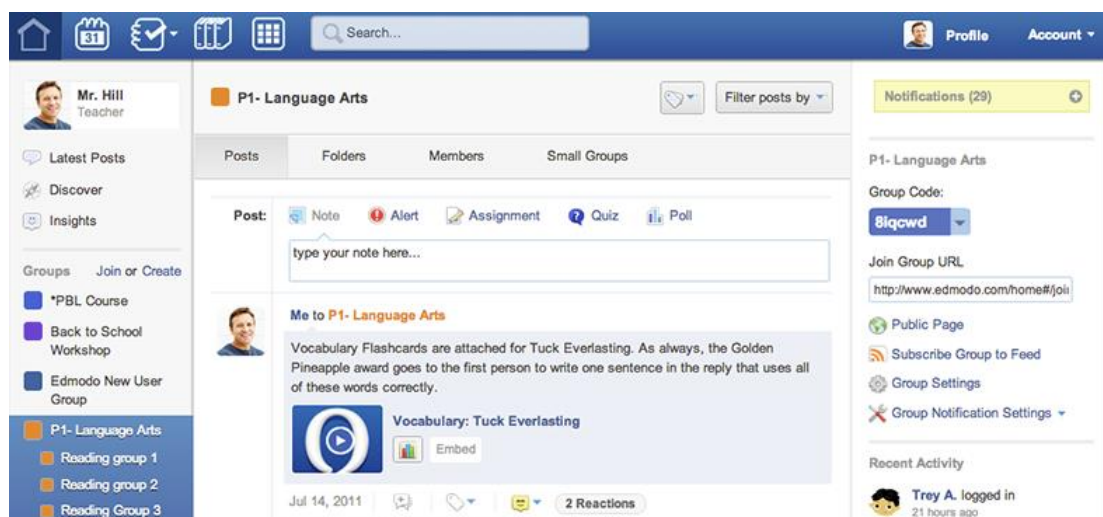 31
Search...
Profile
Account
Mr. Hill
Teacher
Latest Posts
Discover
Insights
Groups Join or Create
*PBL Course
Back to School
Workshop
Edmodo New User
Group
P1- Language Arts
Reading group 1
Reading group 2
Reading Group 3
P1- Language Arts
Filter posts by
Posts Folders Members Small Groups
Post: Note Alert Assignment Quiz Poll
type your note here...
Me to P1- Language Arts
Vocabulary Flashcards are attached for Tuck Everlasting. As always, the Golden
Pineapple award goes to the first person to write one sentence in the reply that uses all
of these words correctly.
Vocabulary: Tuck Everlasting
Embed
Jul 14, 2011 2 Reactions
Notifications (29)
P1- Language Arts
Group Code:
8iqcwd
Join Group URL
http://www.edmodo.com/home#/joi
Public Page
Subscribe Group to Feed
Group Settings
Group Notification Settings
Recent Activity
Trey A. logged in
21 hours ago